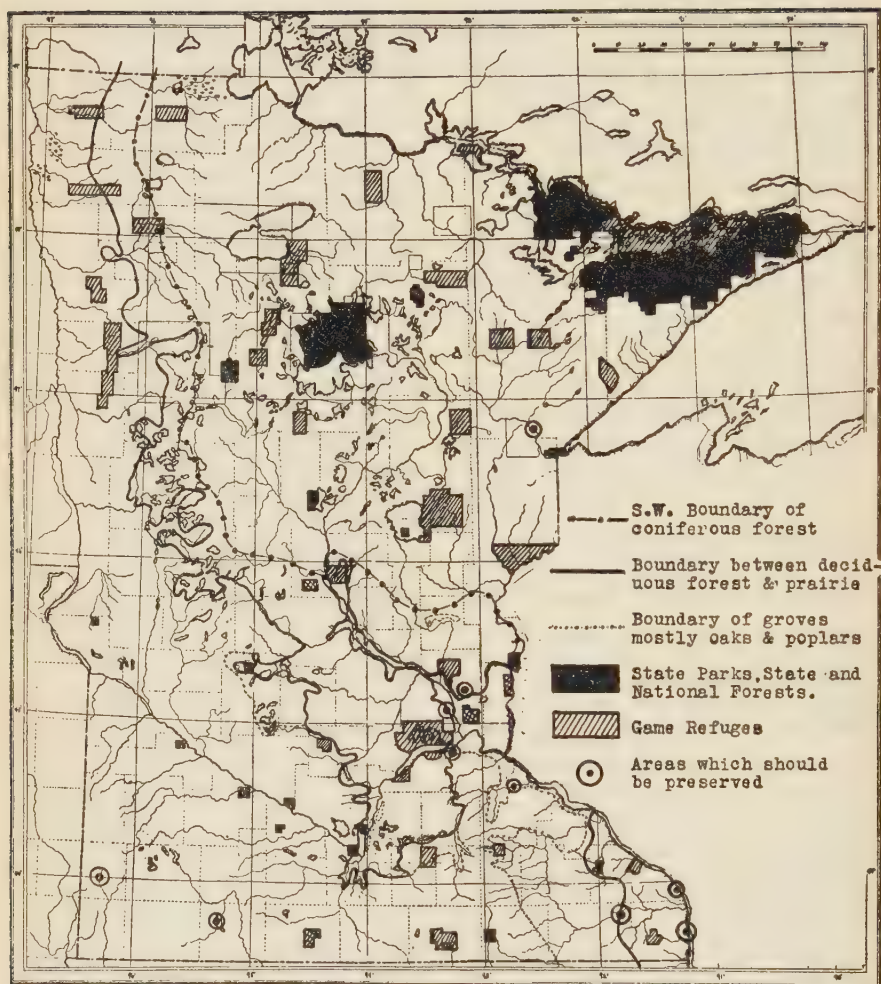 S.W. Boundary of
coniferous forest
Boundary between decid-
uous forest & prairie
Boundary of groves
mostly Oaks & poplars
State Parks, State and
National Forests.
Game Refuges
Areas which should
be preserved